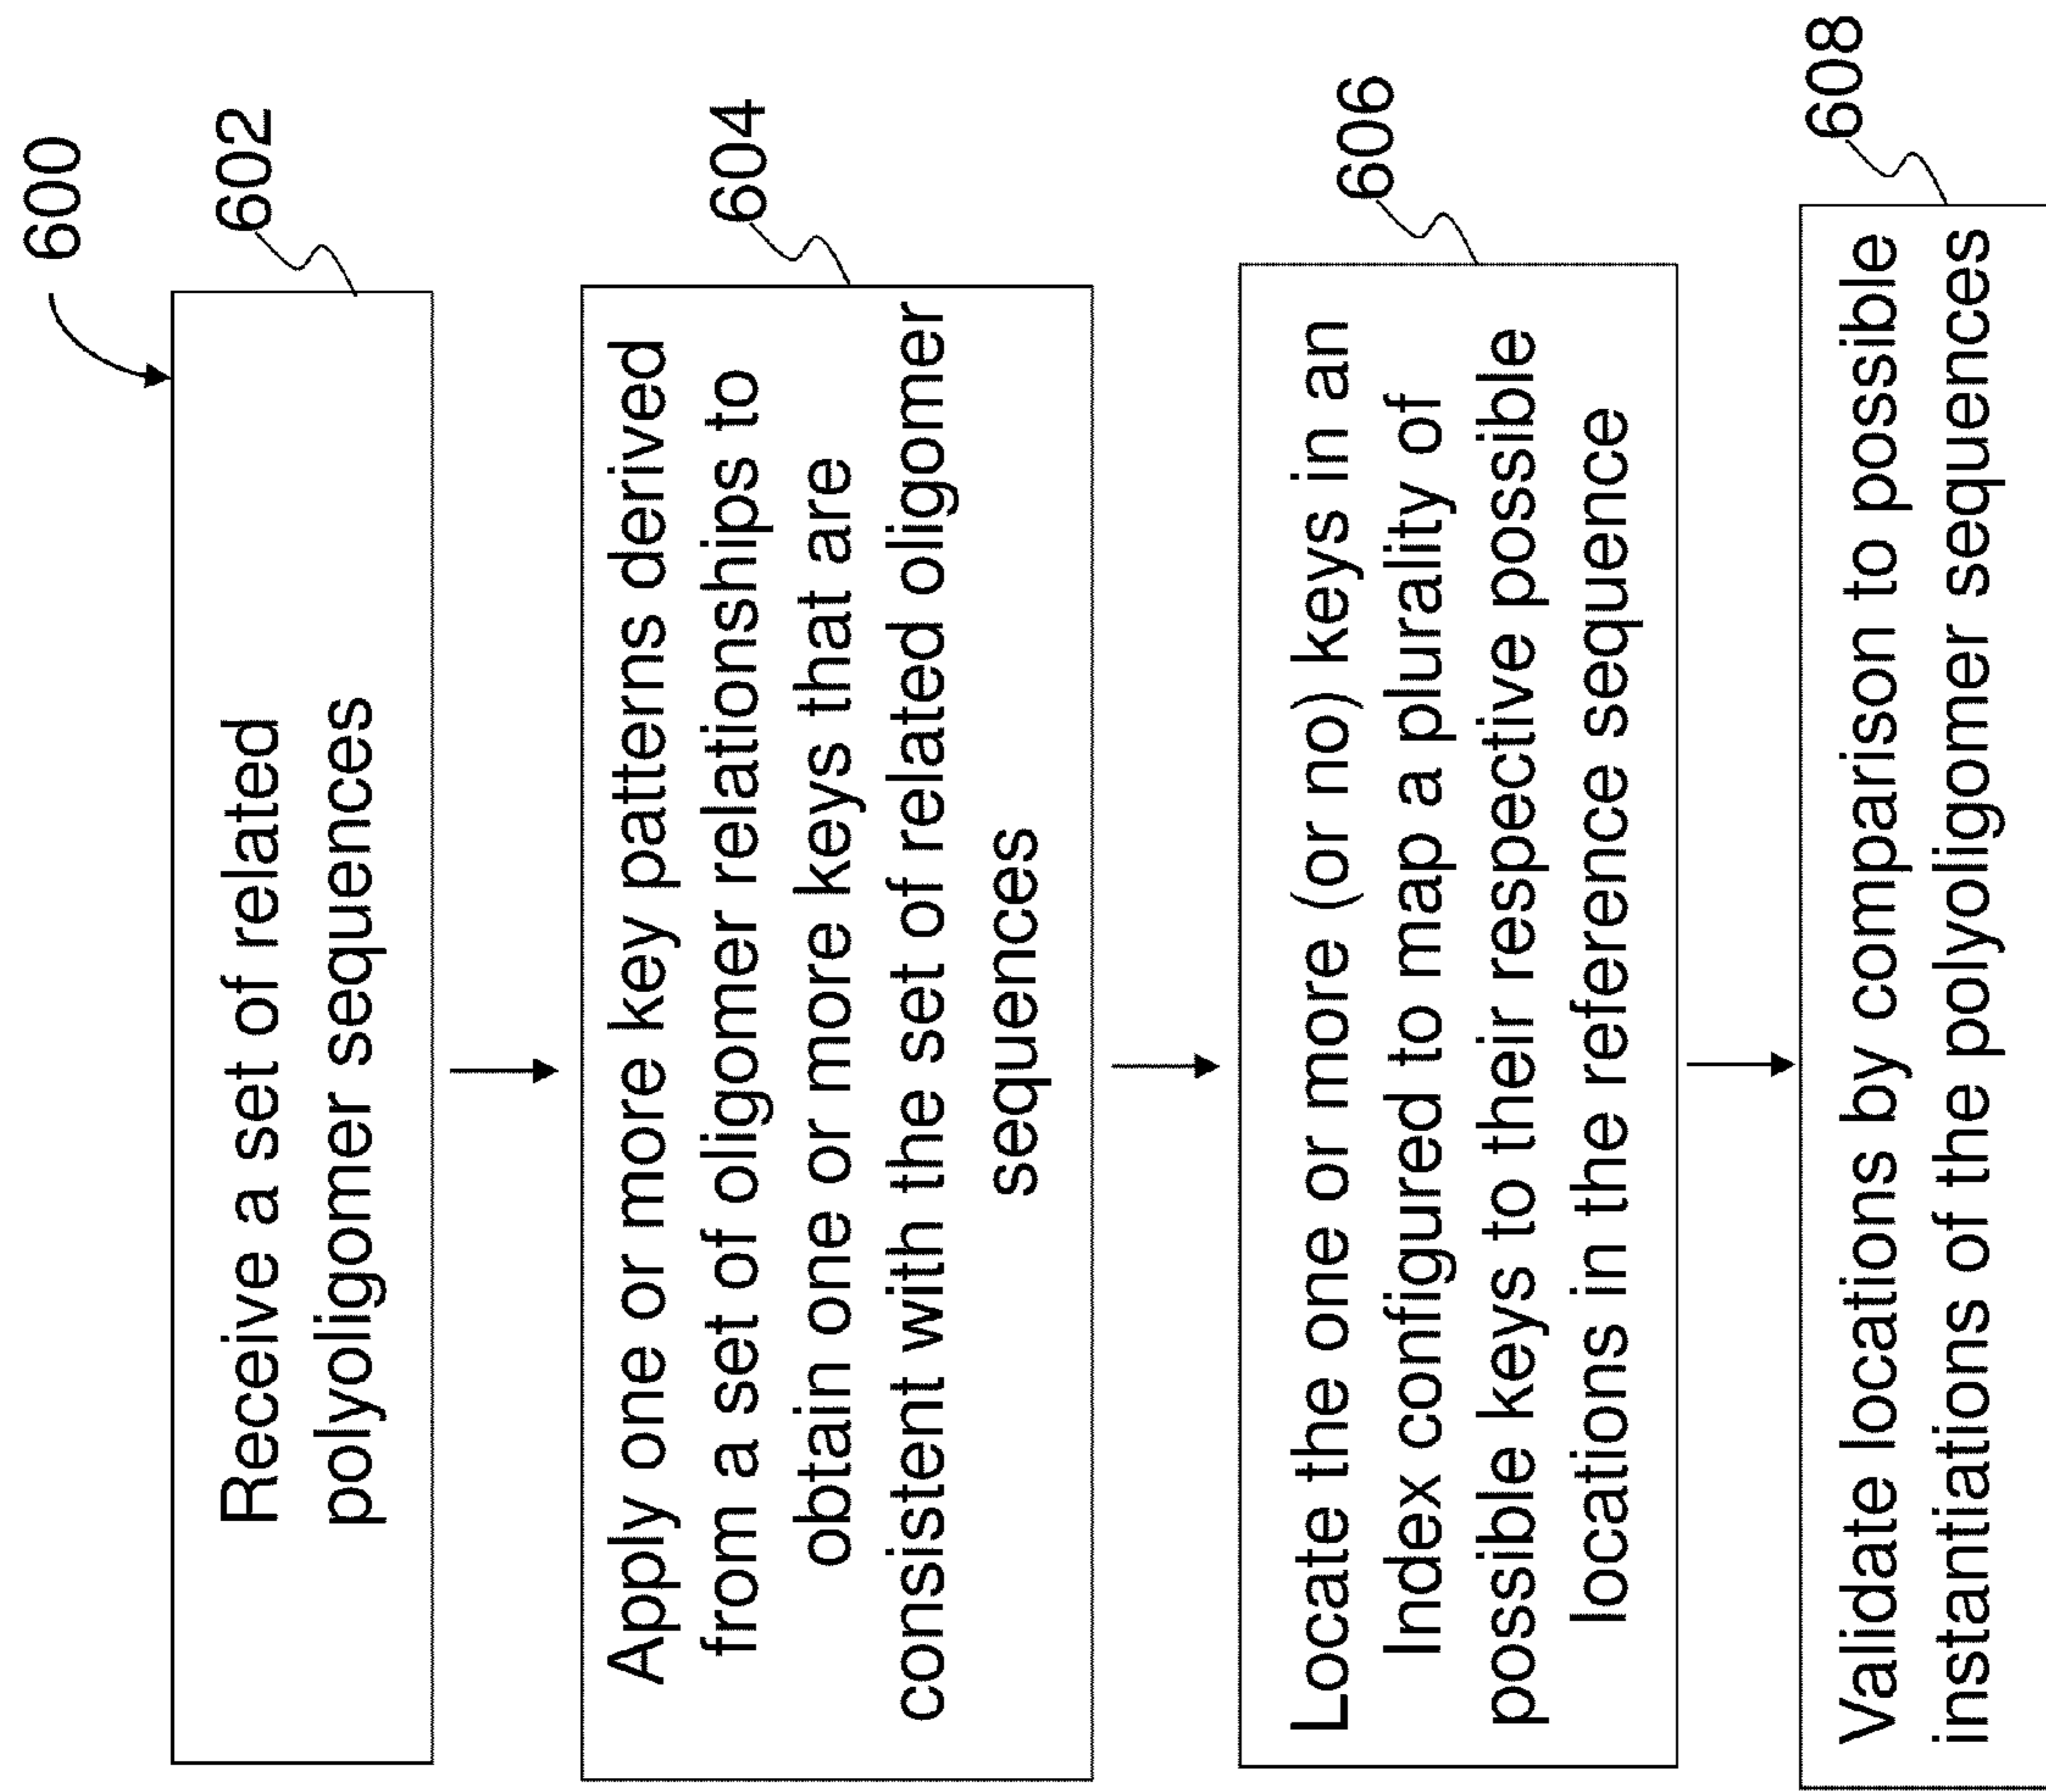 600
602
Receive a set of related
polyoligomer sequences
604
Apply one or more key patterns derived
from a set of oligomer relationships to
obtain one or more keys that are
consistent with the set of related oligomer
sequences
606
Locate the one or more (or no) keys in an
Index configured to map a plurality of
possible keys to their respective possible
locations in the reference sequence
608
Validate locations by comparison to possible
instantiations of the polyoligomer sequences